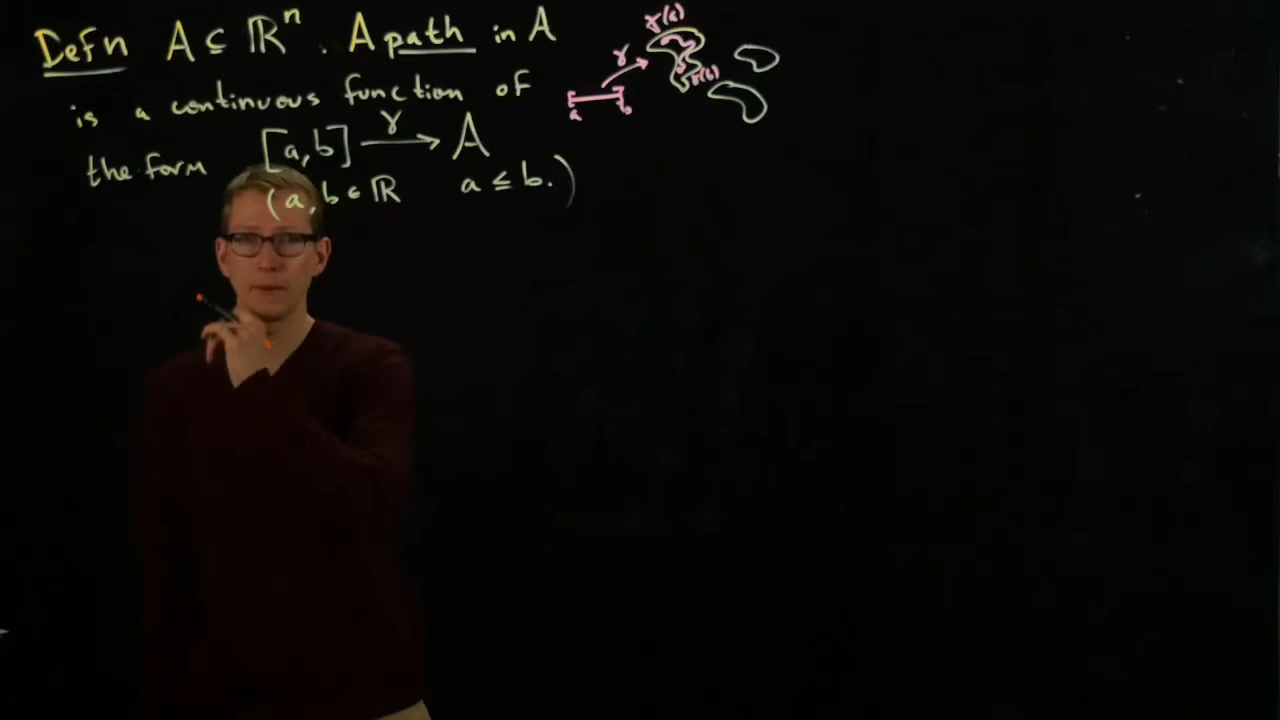 Defn A ⊆ ℝⁿ. A path in A
is a continuous function of
the form [a,b] —γ→ A
(a, b ∈ ℝ a ≤ b.)
γ(a)
γ
γ(b)
a b